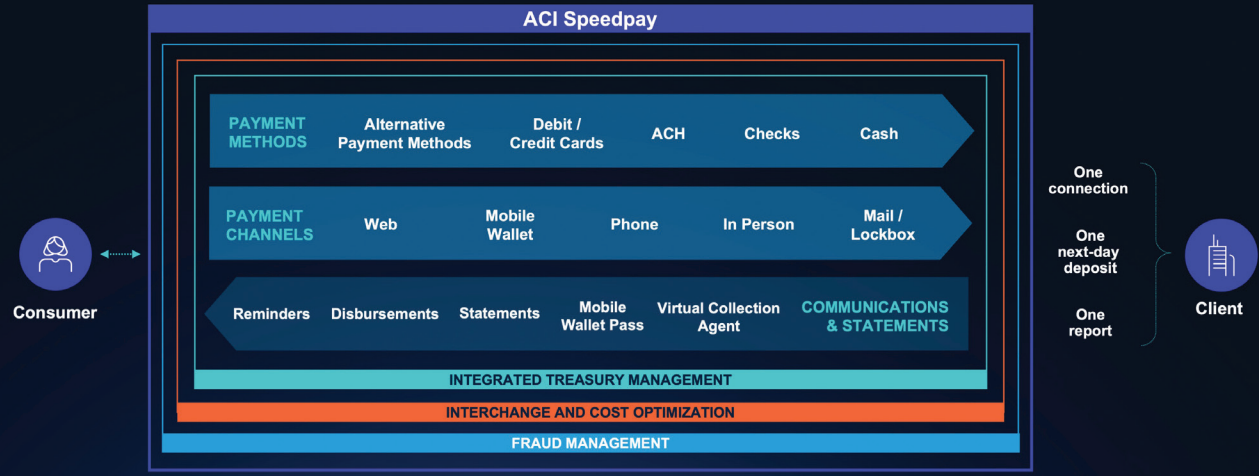 ACI Speedpay
PAYMENT
METHODS
Alternative
Payment Methods
Debit /
Credit Cards
ACH
Checks
Cash
PAYMENT
CHANNELS
Web
Mobile
Wallet
Phone
In Person
Mail /
Lockbox
Reminders
Disbursements
Statements
Mobile
Wallet Pass
Virtual Collection
Agent
COMMUNICATIONS
& STATEMENTS
INTEGRATED TREASURY MANAGEMENT
INTERCHANGE AND COST OPTIMIZATION
FRAUD MANAGEMENT
Consumer
One
connection
One
next-day
deposit
One
report
Client